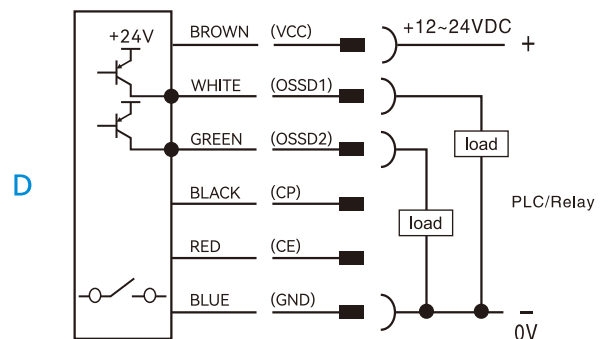 +24V
BROWN (VCC) +12~24VDC +
WHITE (OSSD1)
load
GREEN (OSSD2)
D
BLACK (CP)
PLC/Relay
load
RED (CE)
BLUE (GND) −
0V